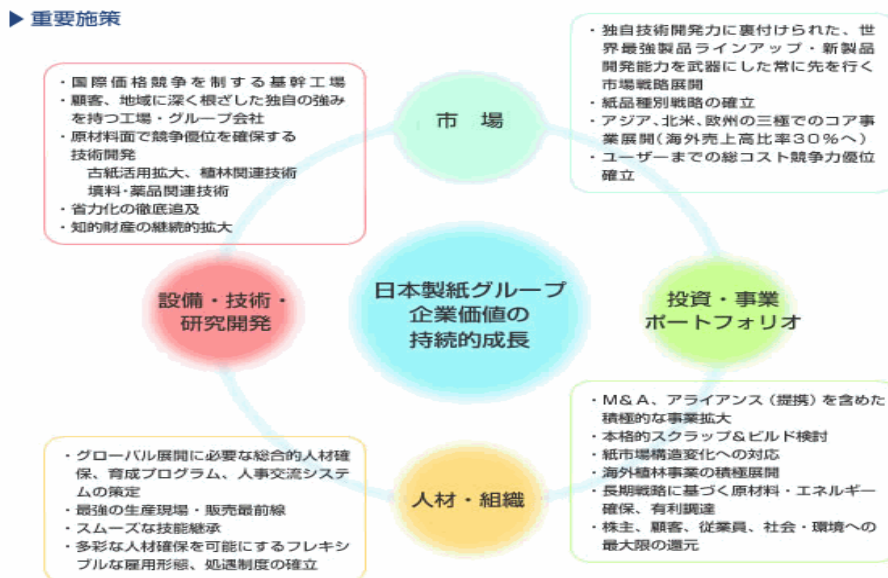 ▶ 重要施策
・国際価格競争を制する基幹工場
・顧客、地域に深く根ざした独自の強み
を持つ工場・グループ会社
・原材料面で競争優位を確保する
技術開発
古紙活用拡大、植林関連技術
填料・薬品関連技術
・省力化の徹底追及
・知的財産の継続的拡大
市 場
・独自技術開発力に裏付けられた、世
界最強製品ラインアップ・新製品
開発能力を武器にした常に先を行く
市場戦略展開
・紙品種別戦略の確立
・アジア、北米、欧州の三極でのコア事
業展開(海外売上高比率30%へ)
・ユーザーまでの総コスト競争力優位
確立
設備・技術・
研究開発
日本製紙グループ
企業価値の
持続的成長
投資・事業
ポートフォリオ
・グローバル展開に必要な総合的人材確
保、育成プログラム、人事交流システ
ムの策定
・最強の生産現場・販売最前線
・スムーズな技能継承
・多彩な人材確保を可能にするフレキシ
ブルな雇用形態、処遇制度の確立
人材・組織
・M&A、アライアンス(提携)を含めた
積極的な事業拡大
・本格的スクラップ&ビルド検討
・紙市場構造変化への対応
・海外植林事業の積極展開
・長期戦略に基づく原材料・エネルギー
確保、有利調達
・株主、顧客、従業員、社会・環境への
最大限の還元